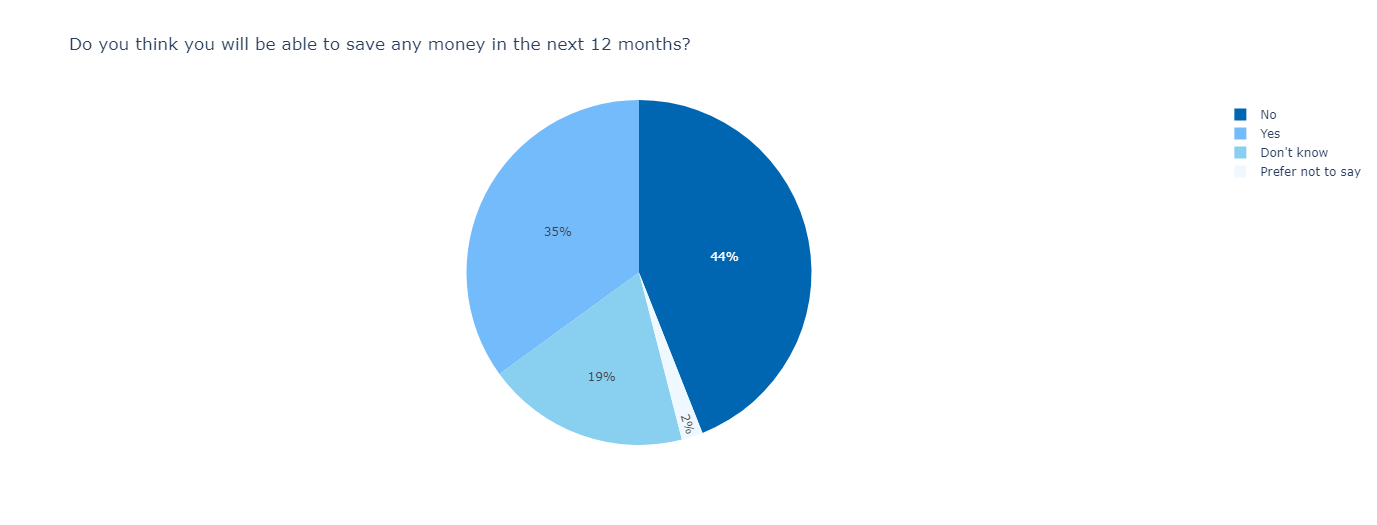 Do you think you will be able to save any money in the next 12 months?
No
Yes
Don't know
Prefer not to say
35%
44%
19%
2%